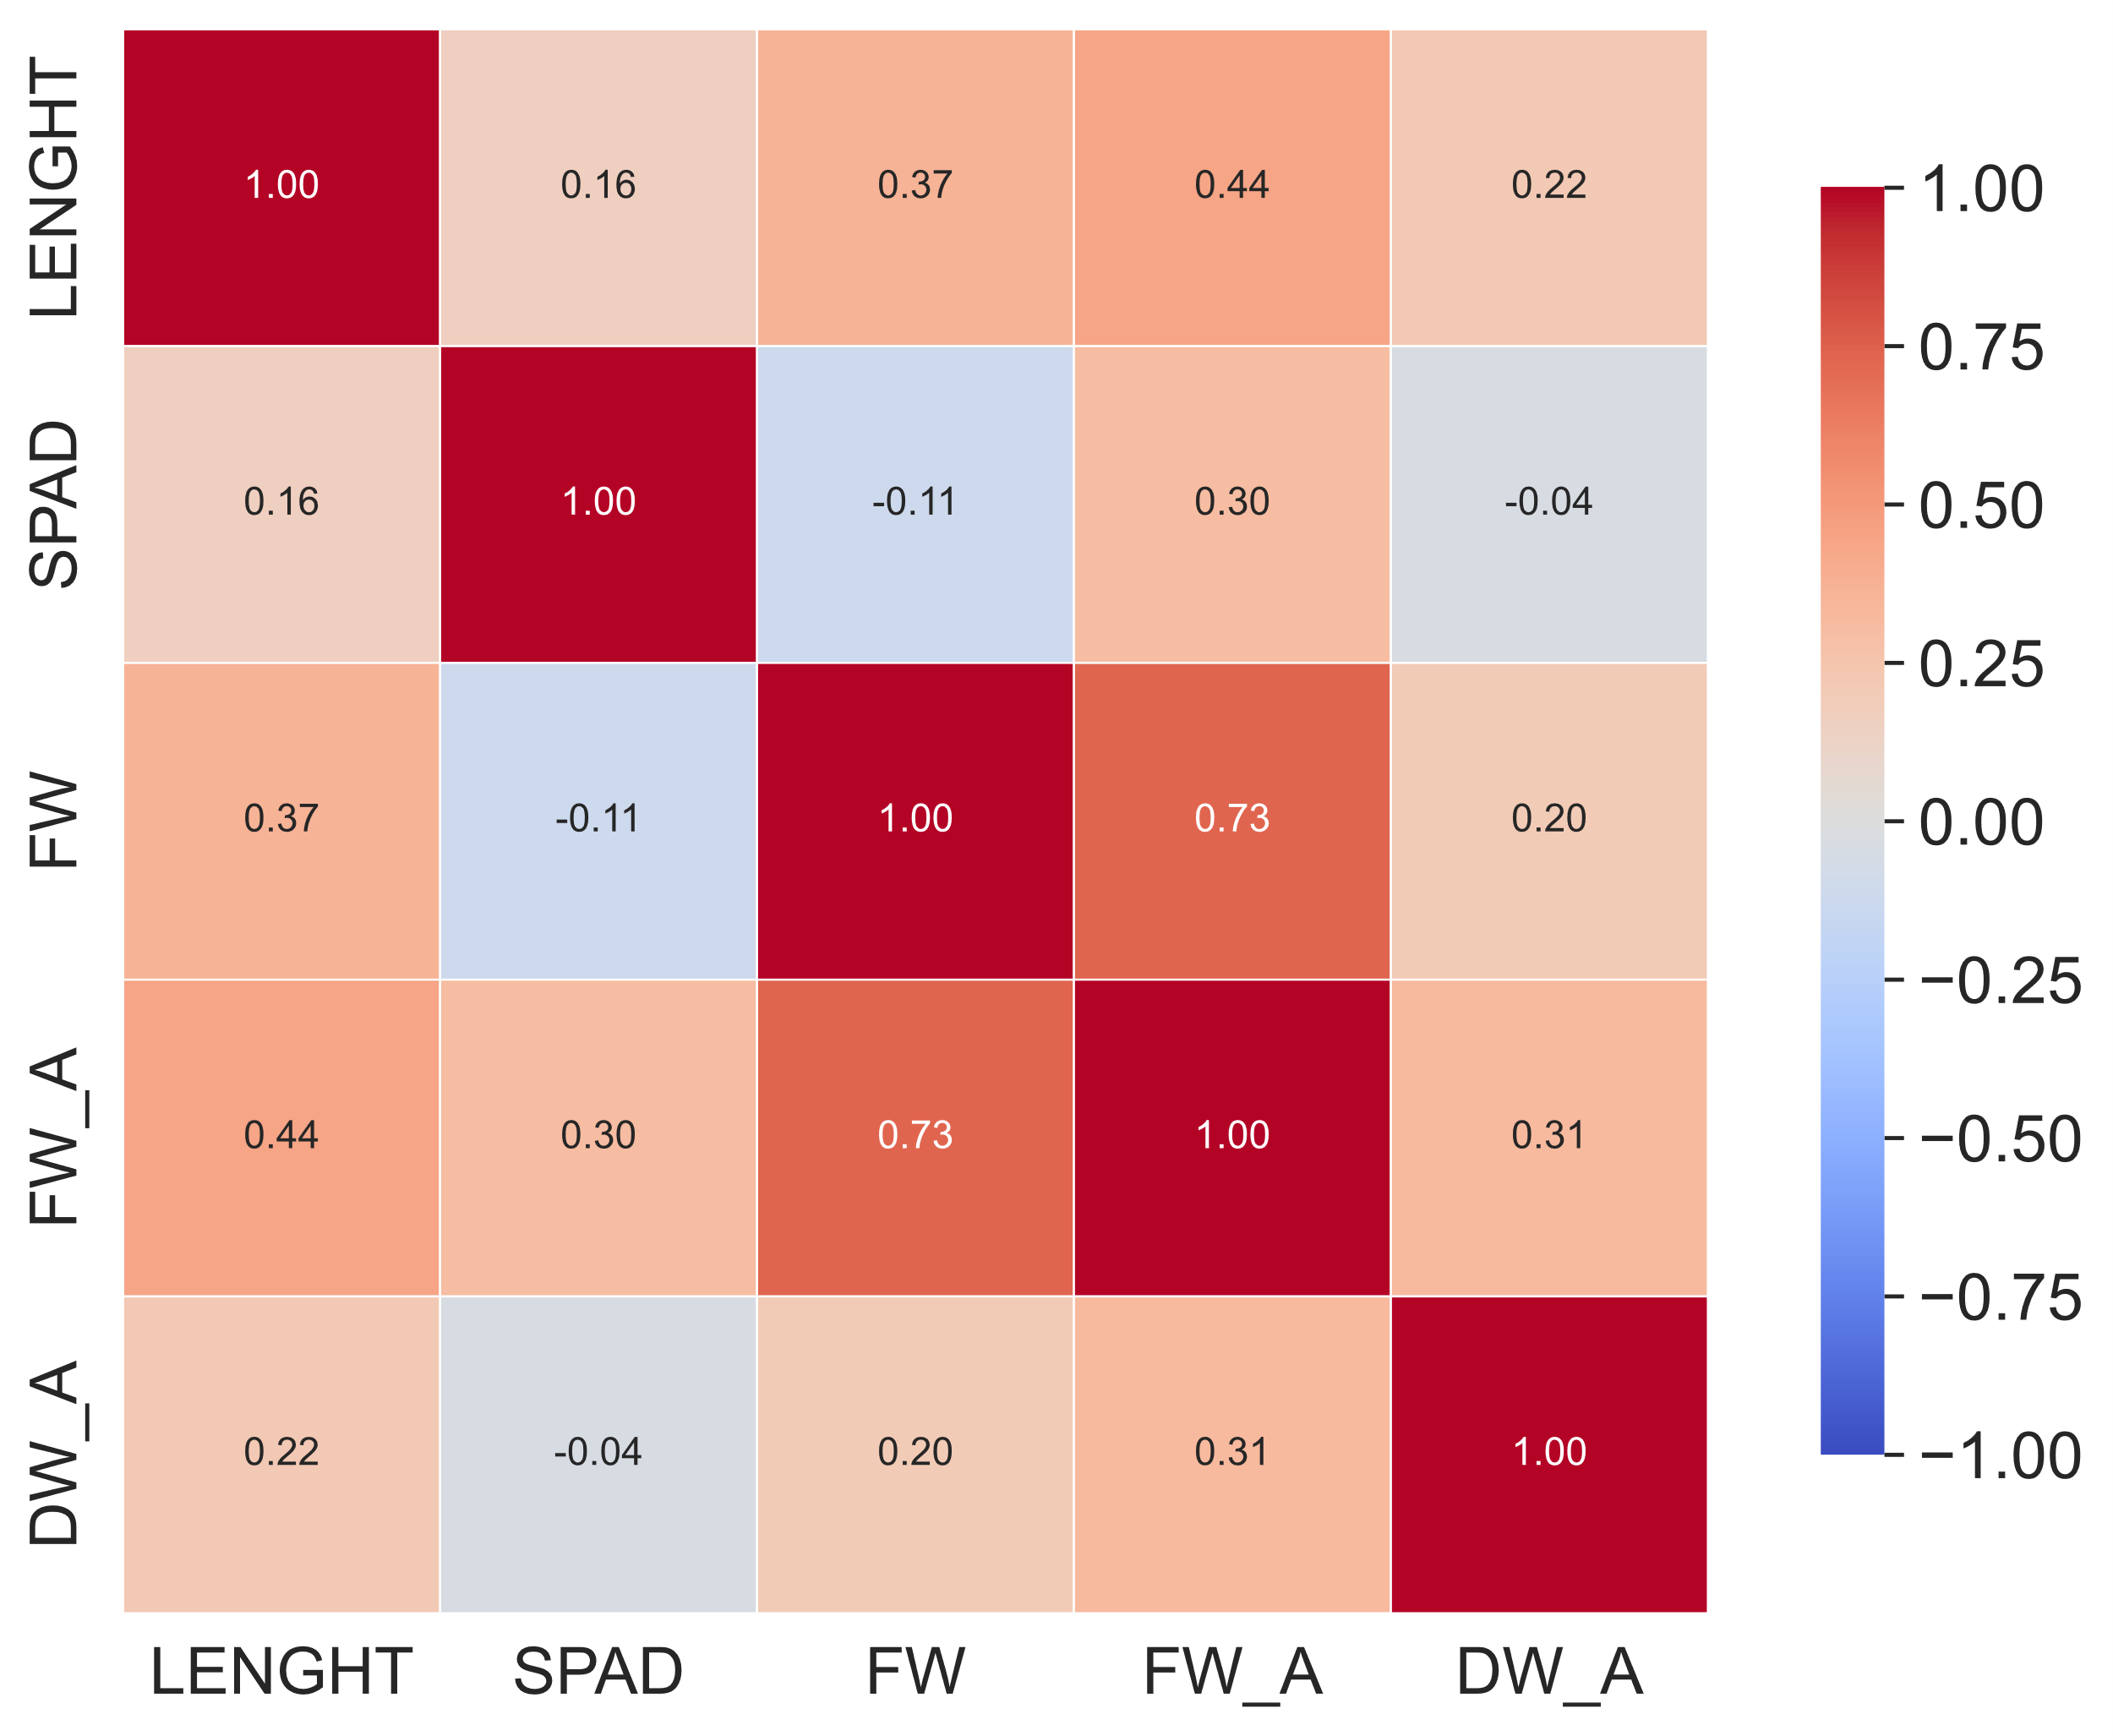 LENGHT 1.00 0.16 0.37 0.44 0.22
SPAD 0.16 1.00 -0.11 0.30 -0.04
FW 0.37 -0.11 1.00 0.73 0.20
FW_A 0.44 0.30 0.73 1.00 0.31
DW_A 0.22 -0.04 0.20 0.31 1.00
LENGHT SPAD FW FW_A DW_A
1.00
0.75
0.50
0.25
0.00
−0.25
−0.50
−0.75
−1.00